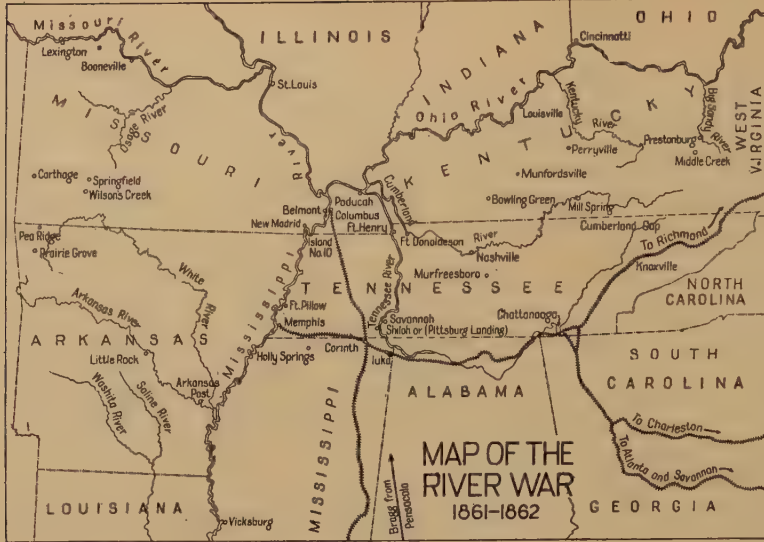 Missouri River
Lexington
Booneville
ILLINOIS
INDIANA
OHIO
Cincinnatti
St. Louis
Ohio River
Louisville
Kentucky
River
Big Sandy
River
WEST
VIRGINIA
MISSOURI
Osage River
River
KENTUCKY
Perryville
Prestonburg
Middle Creek
Carthage
Springfield
Wilson's Creek
Munfordsville
Bowling Green
Mill Spring
Cumberland
Paducah
Belmont
Columbus
New Madrid
Ft. Henry
Island
No. 10
Ft Donoldeson
River
Nashville
Cumberland Gap
To Richmond
Pea Ridge
Prairie Grove
White
River
Murfreesboro
Knoxville
TENNESSEE
NORTH
CAROLINA
Tennessee River
Arkansas River
Ft. Pillow
Memphis
Savannah
Shiloh or (Pittsburg Landing)
Chattanooga
ARKANSAS
Mississippi
Little Rock
Holly Springs
Corinth
Iuka
ALABAMA
SOUTH
CAROLINA
Arkansas
Post
Washita River
Saline River
To Charleston
To Atlanta and Savannah
MISSISSIPPI
MAP OF THE
RIVER WAR
1861–1862
LOUISIANA
Vicksburg
Bragg from
Pensacola
GEORGIA